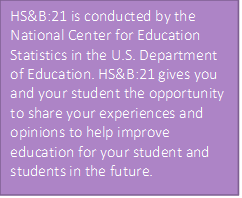 HS&B:21 is conducted by the
National Center for Education
Statistics in the U.S. Department
of Education. HS&B:21 gives you
and your student the opportunity
to share your experiences and
opinions to help improve
education for your student and
students in the future.